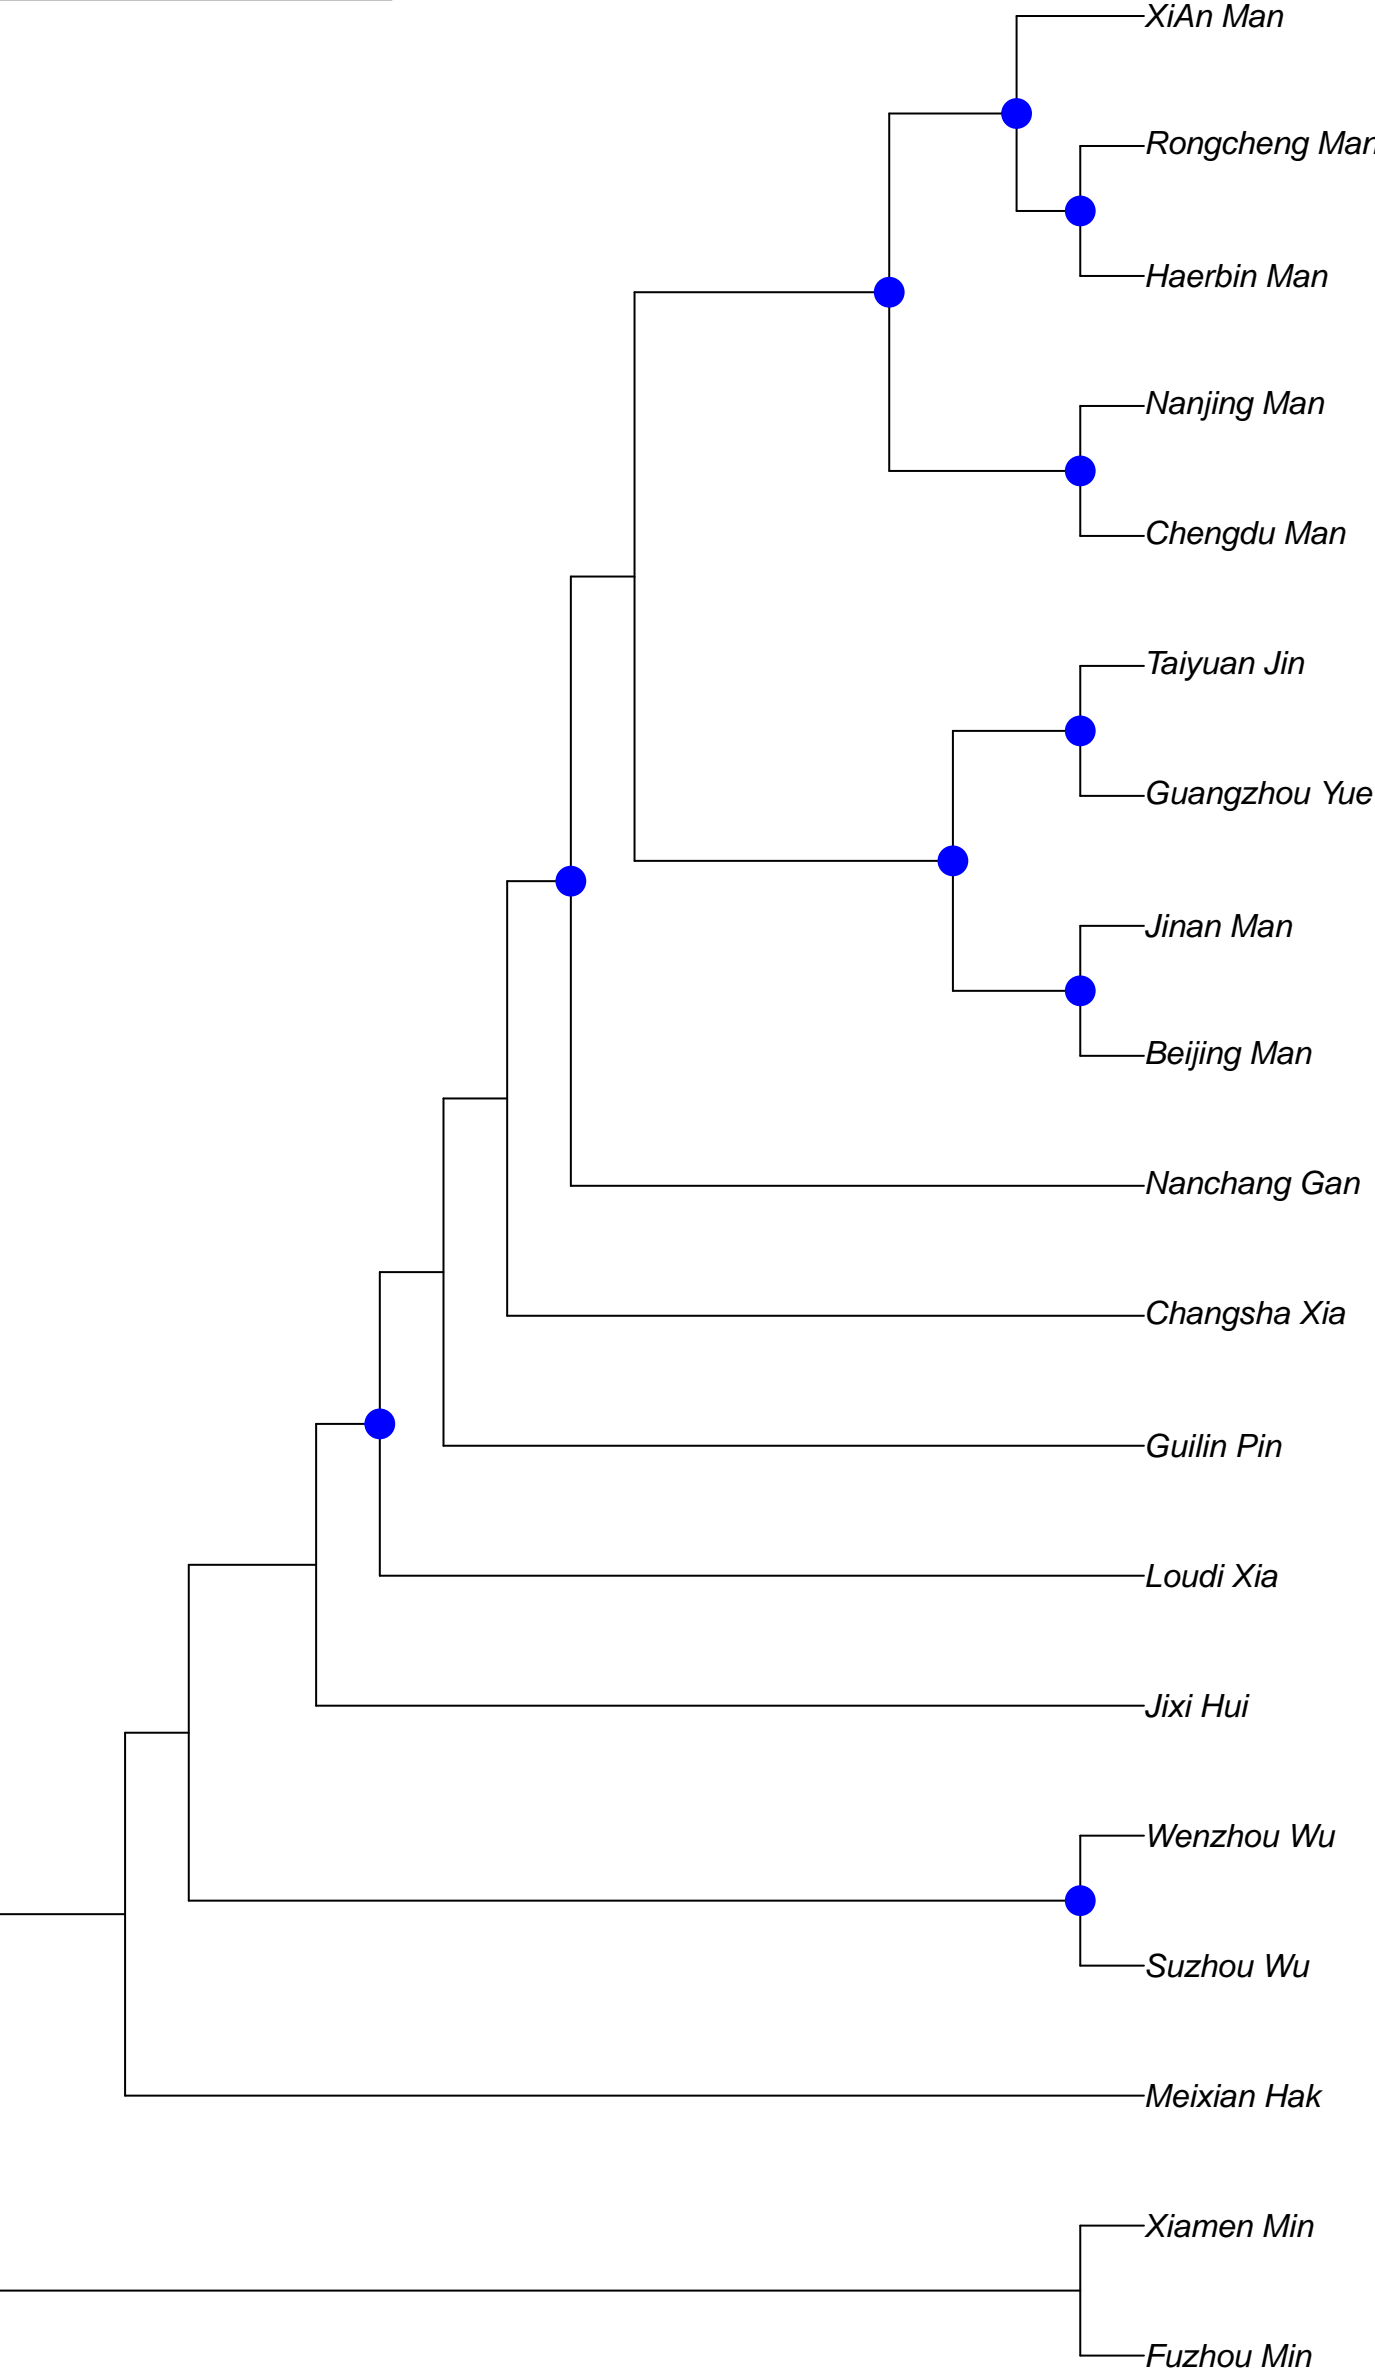 XiAn Man
Rongcheng Man
Haerbin Man
Nanjing Man
Chengdu Man
Taiyuan Jin
Guangzhou Yue
Jinan Man
Beijing Man
Nanchang Gan
Changsha Xia
Guilin Pin
Loudi Xia
Jixi Hui
Wenzhou Wu
Suzhou Wu
Meixian Hak
Xiamen Min
Fuzhou Min